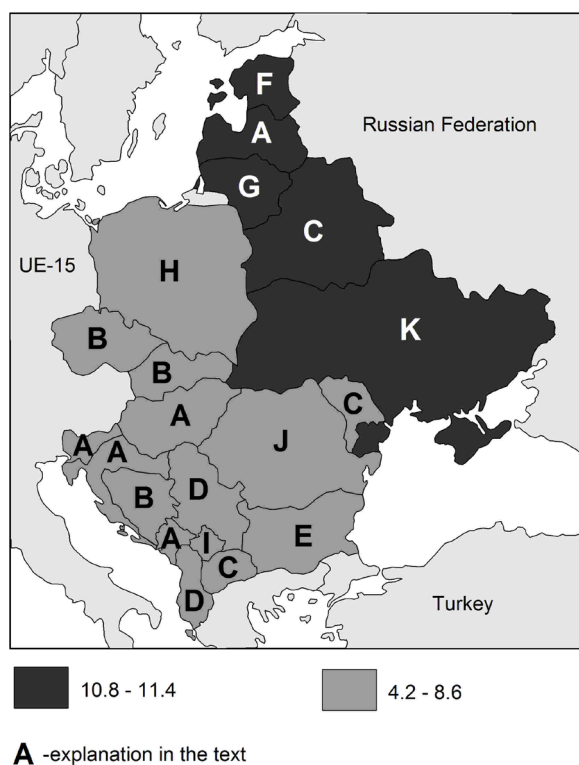 F
A
Russian Federation
G
C
UE-15
H
K
B
B
C
A
J
A
A
D
B
E
A
I
C
D
Turkey
10.8 - 11.4
4.2 - 8.6
A -explanation in the text